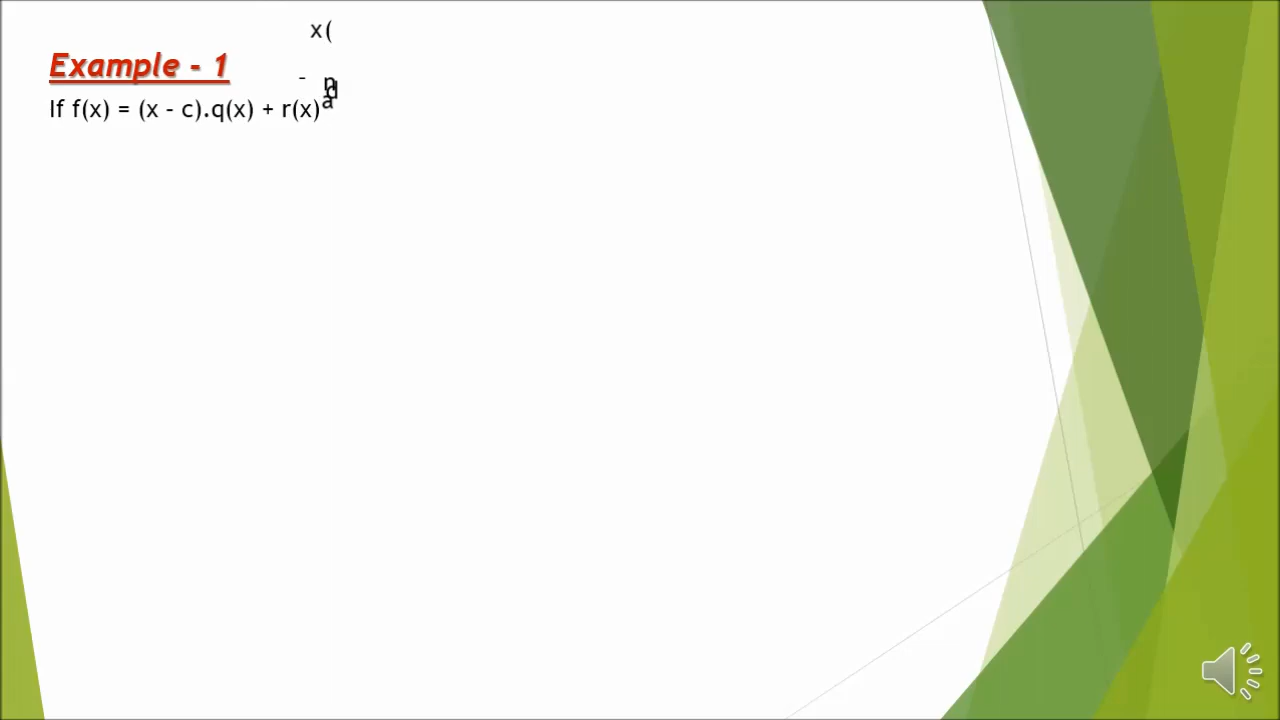 x(
Example - 1
- n
d
a
If f(x) = (x - c).q(x) + r(x)